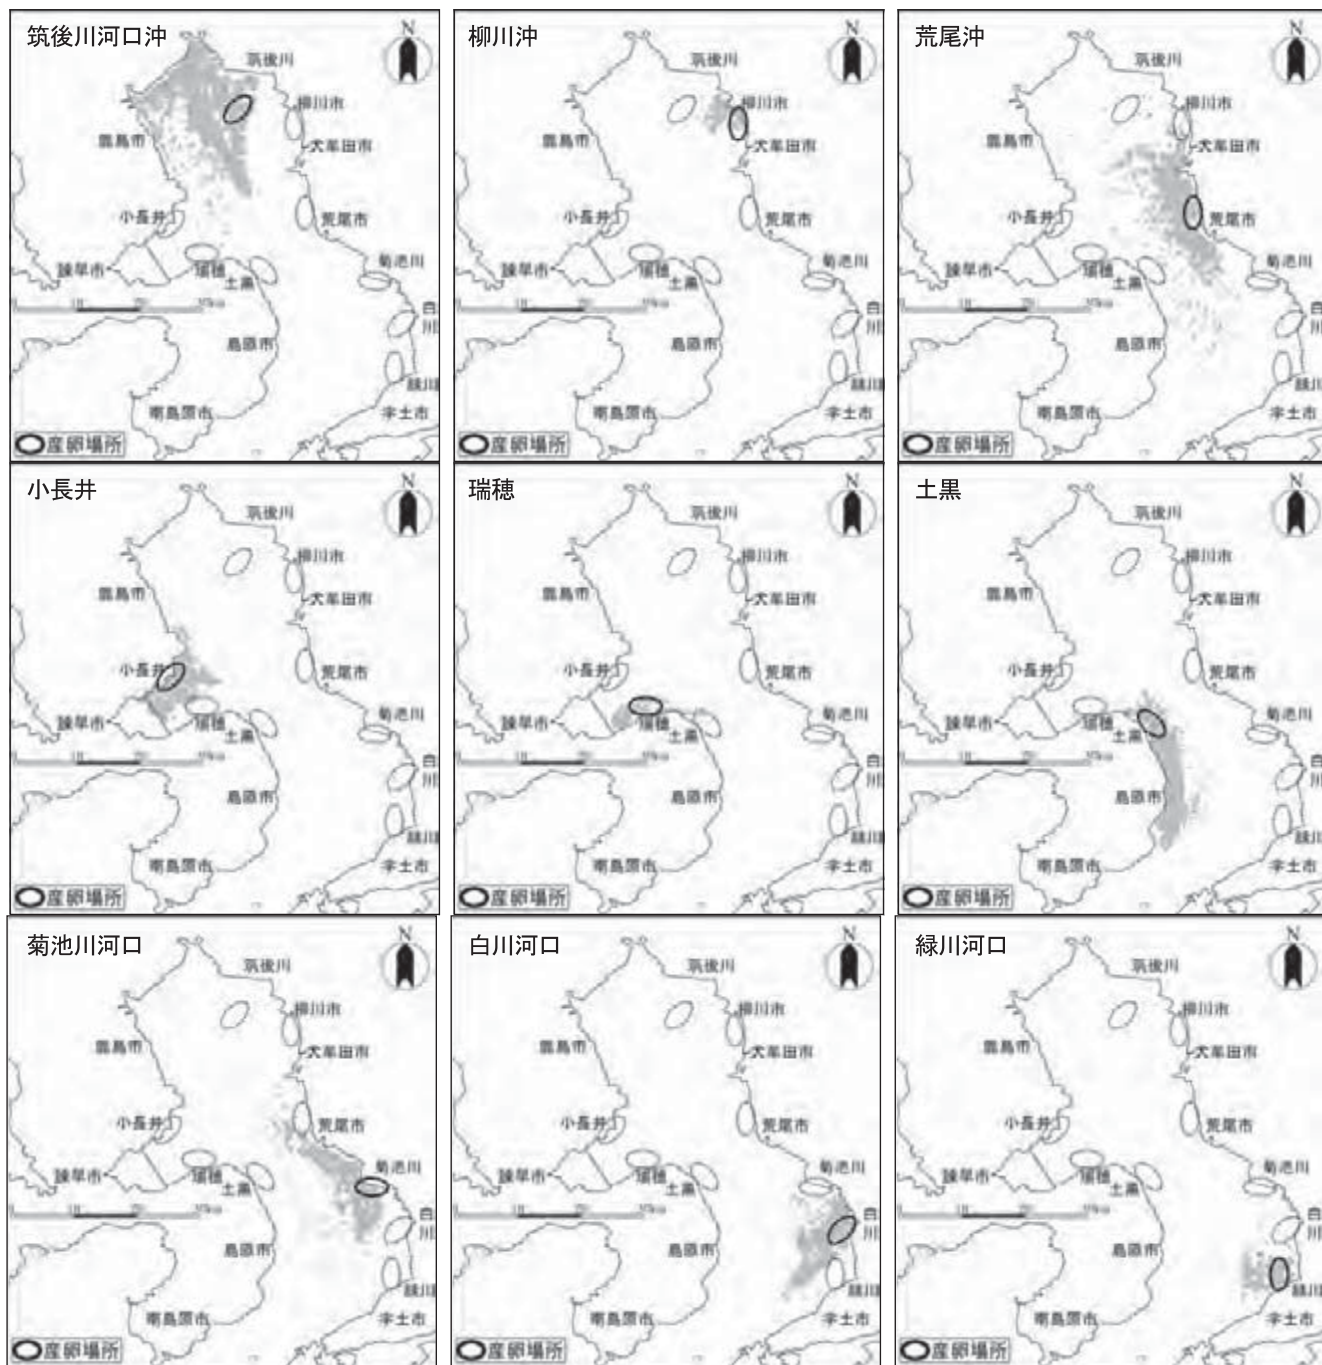 筑後川河口沖
N
筑後川
柳川市
鹿島市
大牟田市
小長井
荒尾市
菊池川
諫早市
瑞穂
土黒
白川
島原市
緑川
南島原市
宇土市
産卵場所
柳川沖
N
筑後川
柳川市
鹿島市
大牟田市
小長井
荒尾市
菊池川
諫早市
瑞穂
土黒
白川
島原市
緑川
南島原市
宇土市
産卵場所
荒尾沖
N
筑後川
柳川市
鹿島市
大牟田市
小長井
荒尾市
菊池川
諫早市
瑞穂
土黒
白川
島原市
緑川
南島原市
宇土市
産卵場所
小長井
N
筑後川
柳川市
鹿島市
大牟田市
小長井
荒尾市
菊池川
諫早市
瑞穂
土黒
白川
島原市
緑川
南島原市
宇土市
産卵場所
瑞穂
N
筑後川
柳川市
鹿島市
大牟田市
小長井
荒尾市
菊池川
諫早市
瑞穂
土黒
白川
島原市
緑川
南島原市
宇土市
産卵場所
土黒
N
筑後川
柳川市
鹿島市
大牟田市
小長井
荒尾市
菊池川
諫早市
瑞穂
土黒
白川
島原市
緑川
南島原市
宇土市
産卵場所
菊池川河口
N
筑後川
柳川市
鹿島市
大牟田市
小長井
荒尾市
菊池川
諫早市
瑞穂
土黒
白川
島原市
緑川
南島原市
宇土市
産卵場所
白川河口
N
筑後川
柳川市
鹿島市
大牟田市
小長井
荒尾市
菊池川
諫早市
瑞穂
土黒
白川
島原市
緑川
南島原市
宇土市
産卵場所
緑川河口
N
筑後川
柳川市
鹿島市
大牟田市
小長井
荒尾市
菊池川
諫早市
瑞穂
土黒
白川
島原市
緑川
南島原市
宇土市
産卵場所